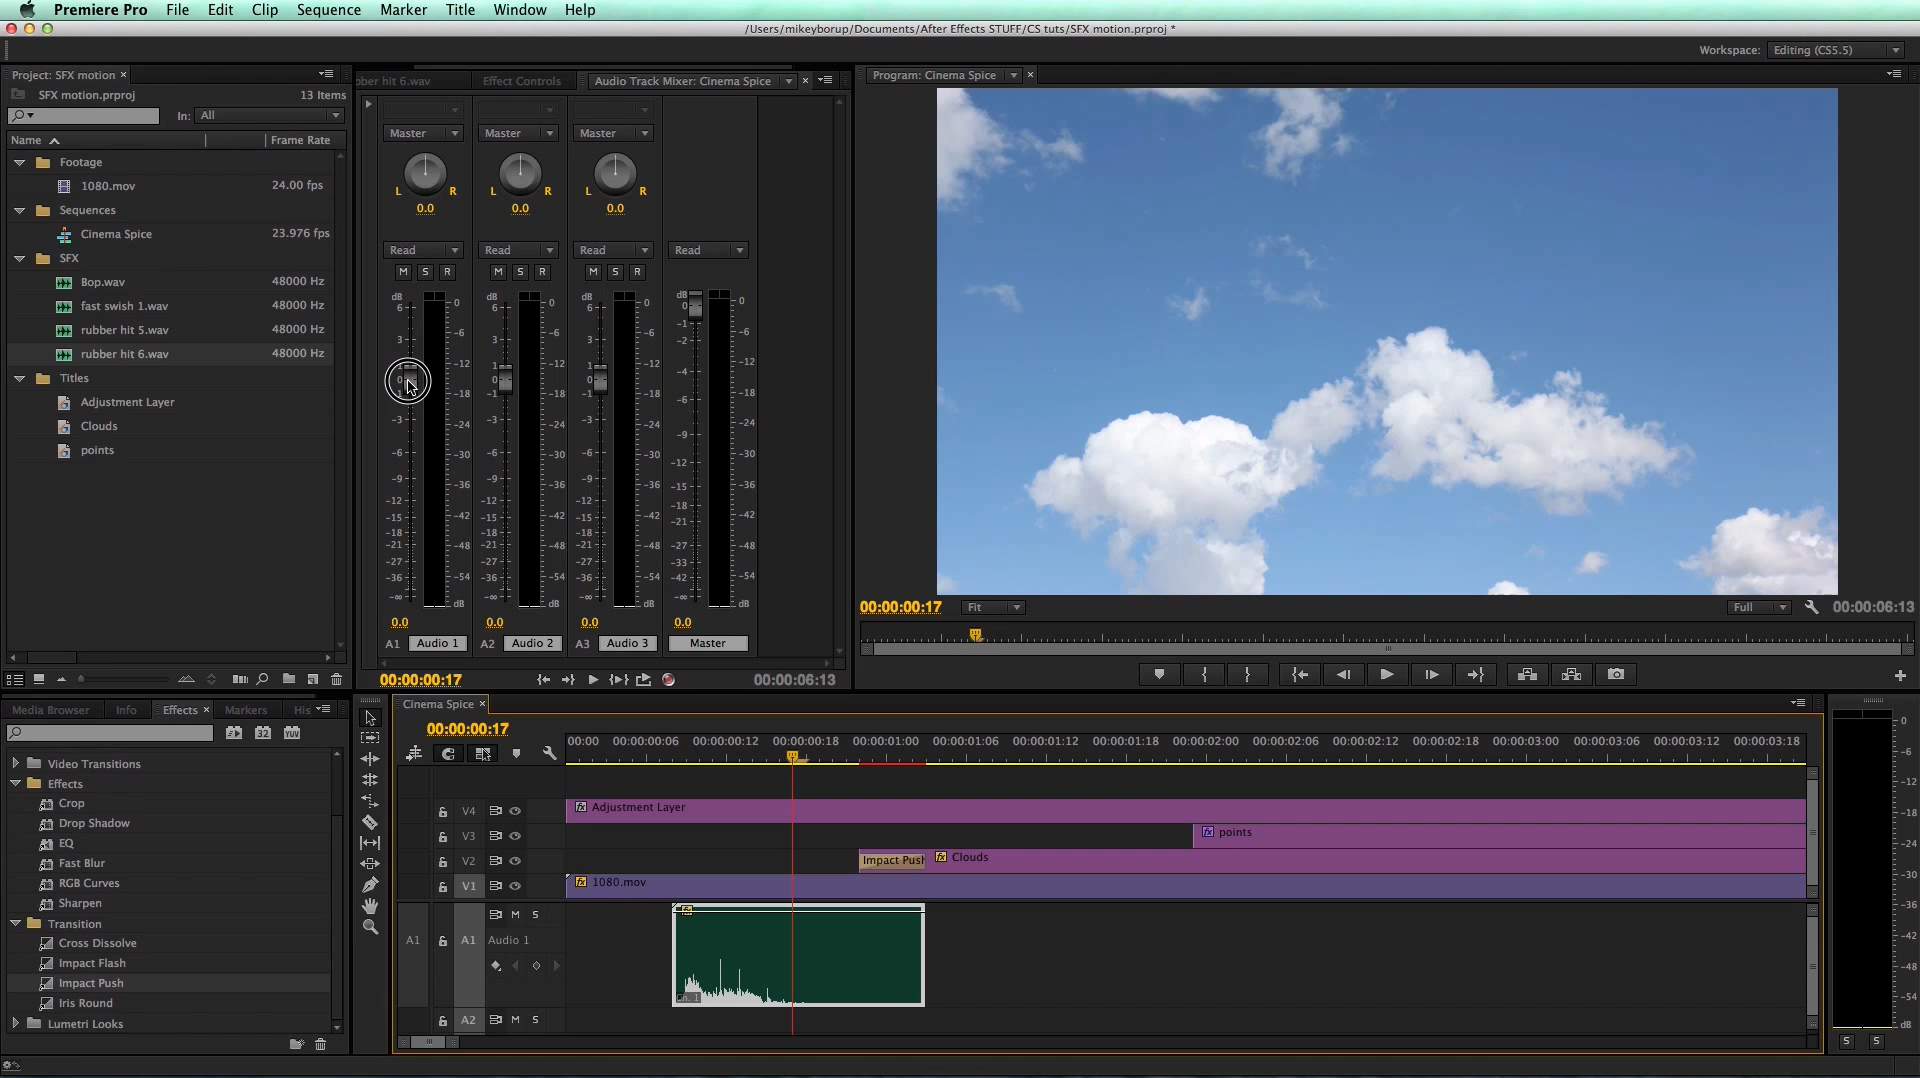 Premiere Pro File Edit Clip Sequence Marker Title Window Help
/Users/mikeyborup/Documents/After Effects STUFF/CS tuts/SFX motion.prproj *
Workspace: Editing (CS5.5)
Project: SFX motion
SFX motion.prproj 13 Items
In: All
Name Frame Rate
Footage
1080.mov 24.00 fps
Sequences
Cinema Spice 23.976 fps
SFX
Bop.wav 48000 Hz
fast swish 1.wav 48000 Hz
rubber hit 5.wav 48000 Hz
rubber hit 6.wav 48000 Hz
Titles
Adjustment Layer
Clouds
points
ber hit 6.wav Effect Controls Audio Track Mixer: Cinema Spice
Master Master Master
L R L R L R
0.0 0.0 0.0
Read Read Read Read
M S R M S R M S R
dB 6 3 1 0 -1 -3 -6 -9 -12 -15 -18 -21 -27 -36 -∞
0 -6 -12 -18 -24 -30 -36 -42 -48 -54 dB
dB 6 3 1 0 -1 -3 -6 -9 -12 -15 -18 -21 -27 -36 -∞
0 -6 -12 -18 -24 -30 -36 -42 -48 -54 dB
dB 6 3 1 0 -1 -3 -6 -9 -12 -15 -18 -21 -27 -36 -∞
0 -6 -12 -18 -24 -30 -36 -42 -48 -54 dB
dB 0 -1 -2 -4 -6 -9 -12 -15 -18 -21 -27 -33 -42 -∞
0 -6 -12 -18 -24 -30 -36 -42 -48 -54 dB
0.0 0.0 0.0 0.0
A1 Audio 1 A2 Audio 2 A3 Audio 3 Master
00:00:00:17 00:00:06:13
Program: Cinema Spice
00:00:00:17 Fit Full 00:00:06:13
Media Browser Info Effects Markers His
32 YUV
Video Transitions
Effects
Crop
Drop Shadow
EQ
Fast Blur
RGB Curves
Sharpen
Transition
Cross Dissolve
Impact Flash
Impact Push
Iris Round
Lumetri Looks
Cinema Spice
00:00:00:17
00:00 00:00:00:06 00:00:00:12 00:00:00:18 00:00:01:00 00:00:01:06 00:00:01:12 00:00:01:18 00:00:02:00 00:00:02:06 00:00:02:12 00:00:02:18 00:00:03:00 00:00:03:06 00:00:03:12 00:00:03:18
V4 fx Adjustment Layer
V3 fx points
V2 Impact Push fx Clouds
V1 fx 1080.mov
M S
A1 A1 Audio 1
Ch. 1
A2 M S
0 -6 -12 -18 -24 -30 -36 -42 -48 -54 dB
S S